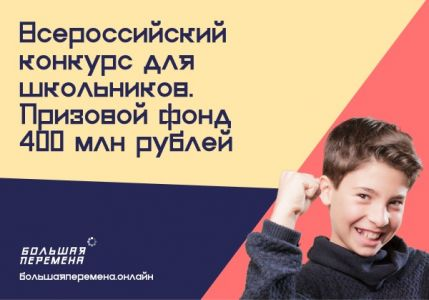 Всероссийский
конкурс для
школьников.
Призовой фонд
400 млн рублей
БОЛЬШАЯ
ПЕРЕМЕНА
большаяперемена.онлайн